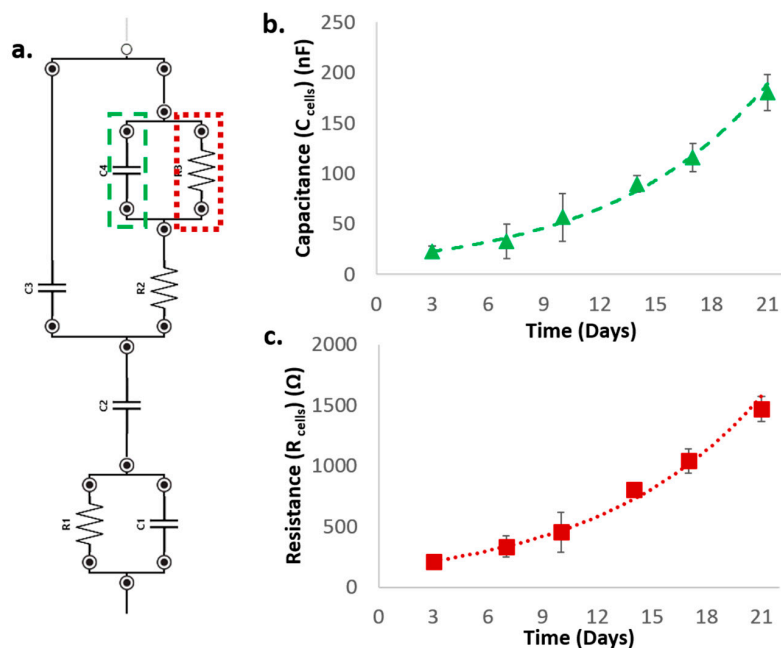 a.
C4
R3
C3
R2
C2
R1
C1
b.
Capacitance (C cells) (nF)
250
200
150
100
50
0
0 3 6 9 12 15 18 21
Time (Days)
c.
Resistance (R cells) (Ω)
2000
1500
1000
500
0
0 3 6 9 12 15 18 21
Time (Days)